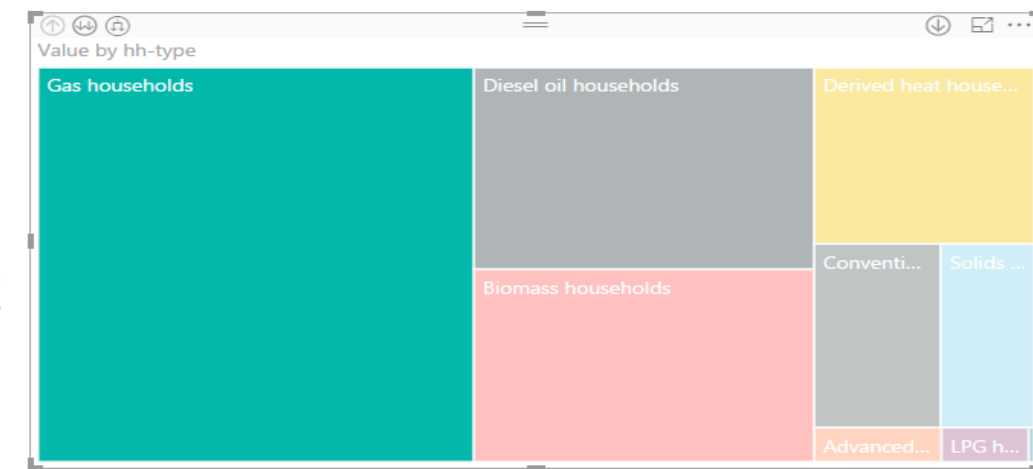 Value by hh-type
Gas households
Diesel oil households
Derived heat house...
Conventi...
Solids ...
Biomass households
Advanced...
LPG h...